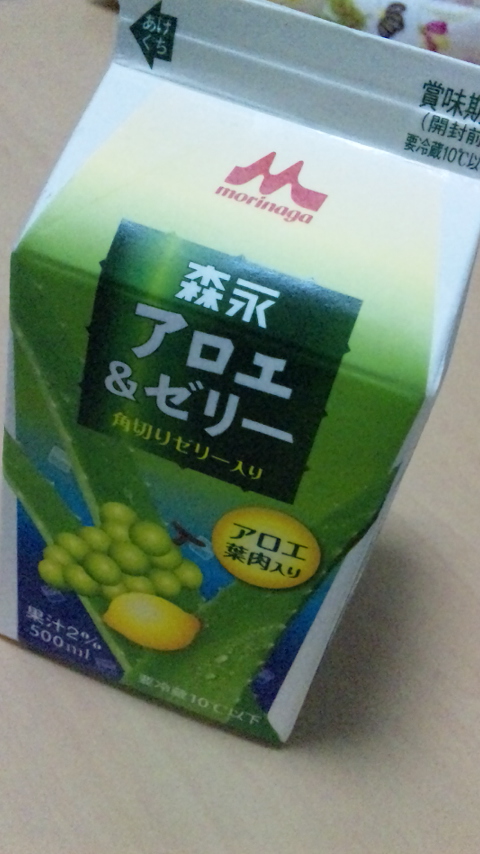 あけ
ぐち
賞味期
(開封前
要冷蔵10℃以
morinaga
森永
アロエ
&ゼリー
角切りゼリー入り
アロエ
葉肉入り
果汁2%
500ml
要冷蔵10℃以下